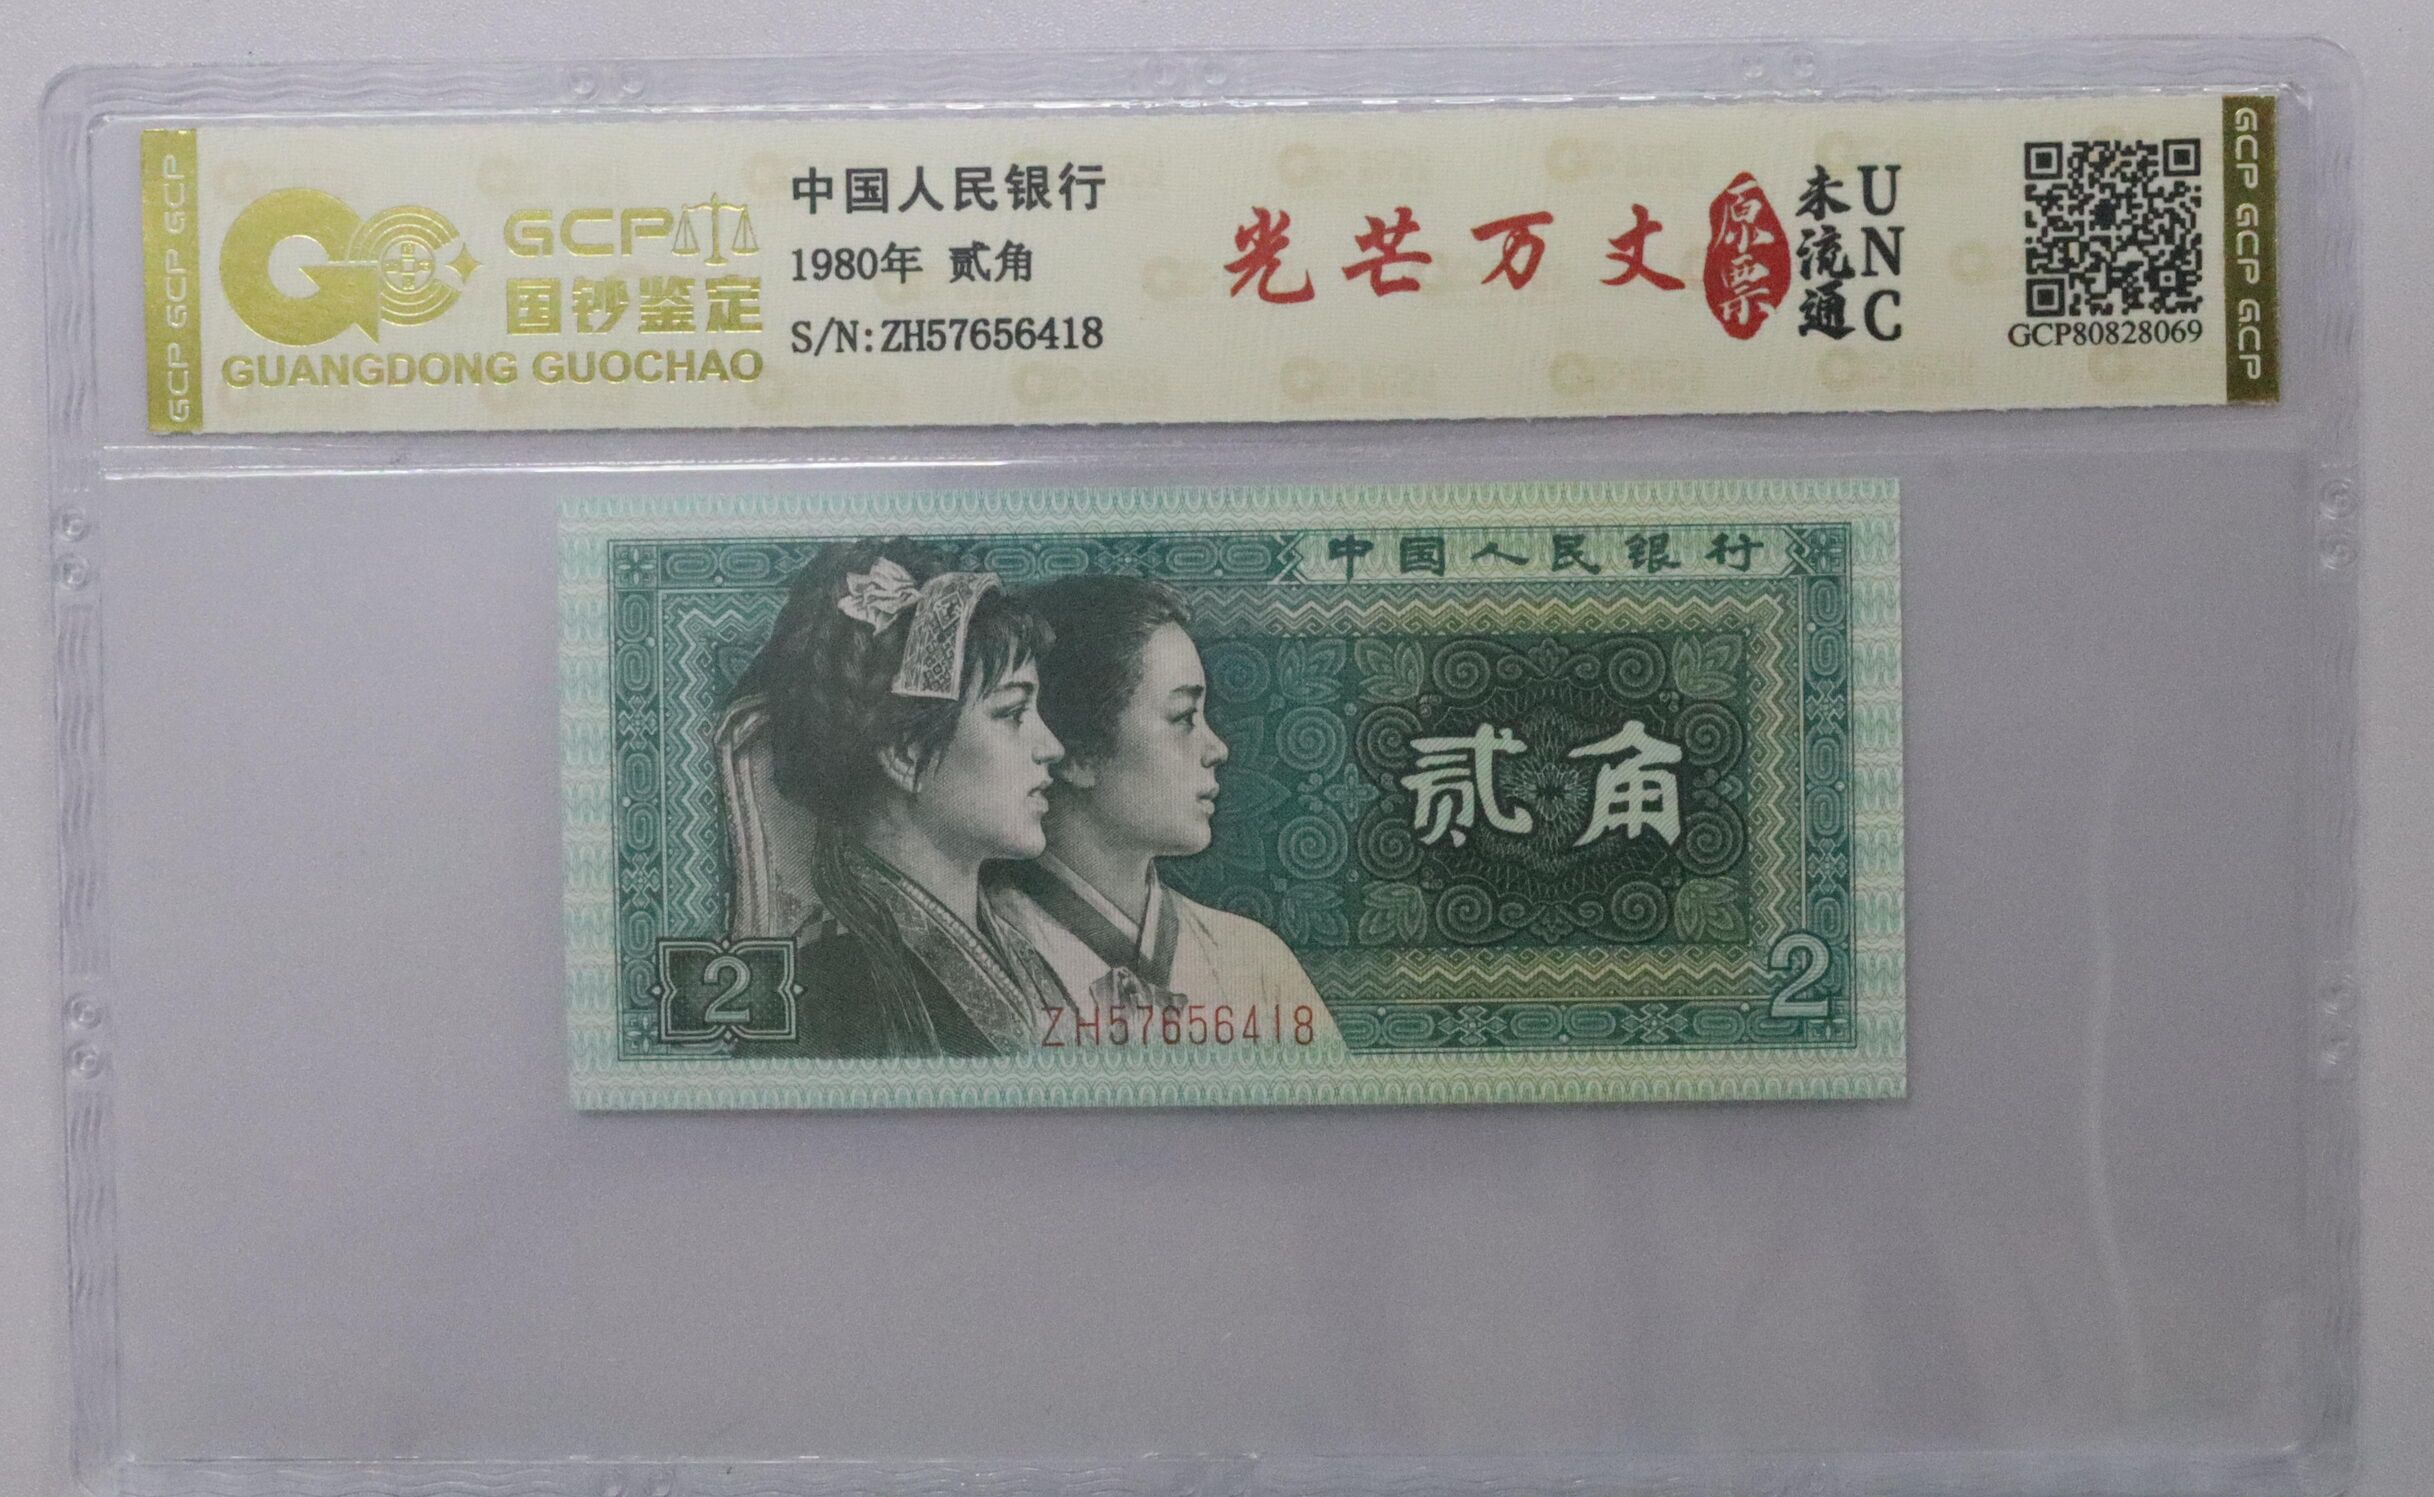 GCP GCP GCP GCP
GCP
国钞鉴定
GUANGDONG GUOCHAO
中国人民银行
1980年 贰角
S/N:ZH57656418
光芒万丈
原票
未流通
UNC
GCP80828069
GCP GCP GCP GCP
中国人民银行
贰角
2
ZH57656418
2